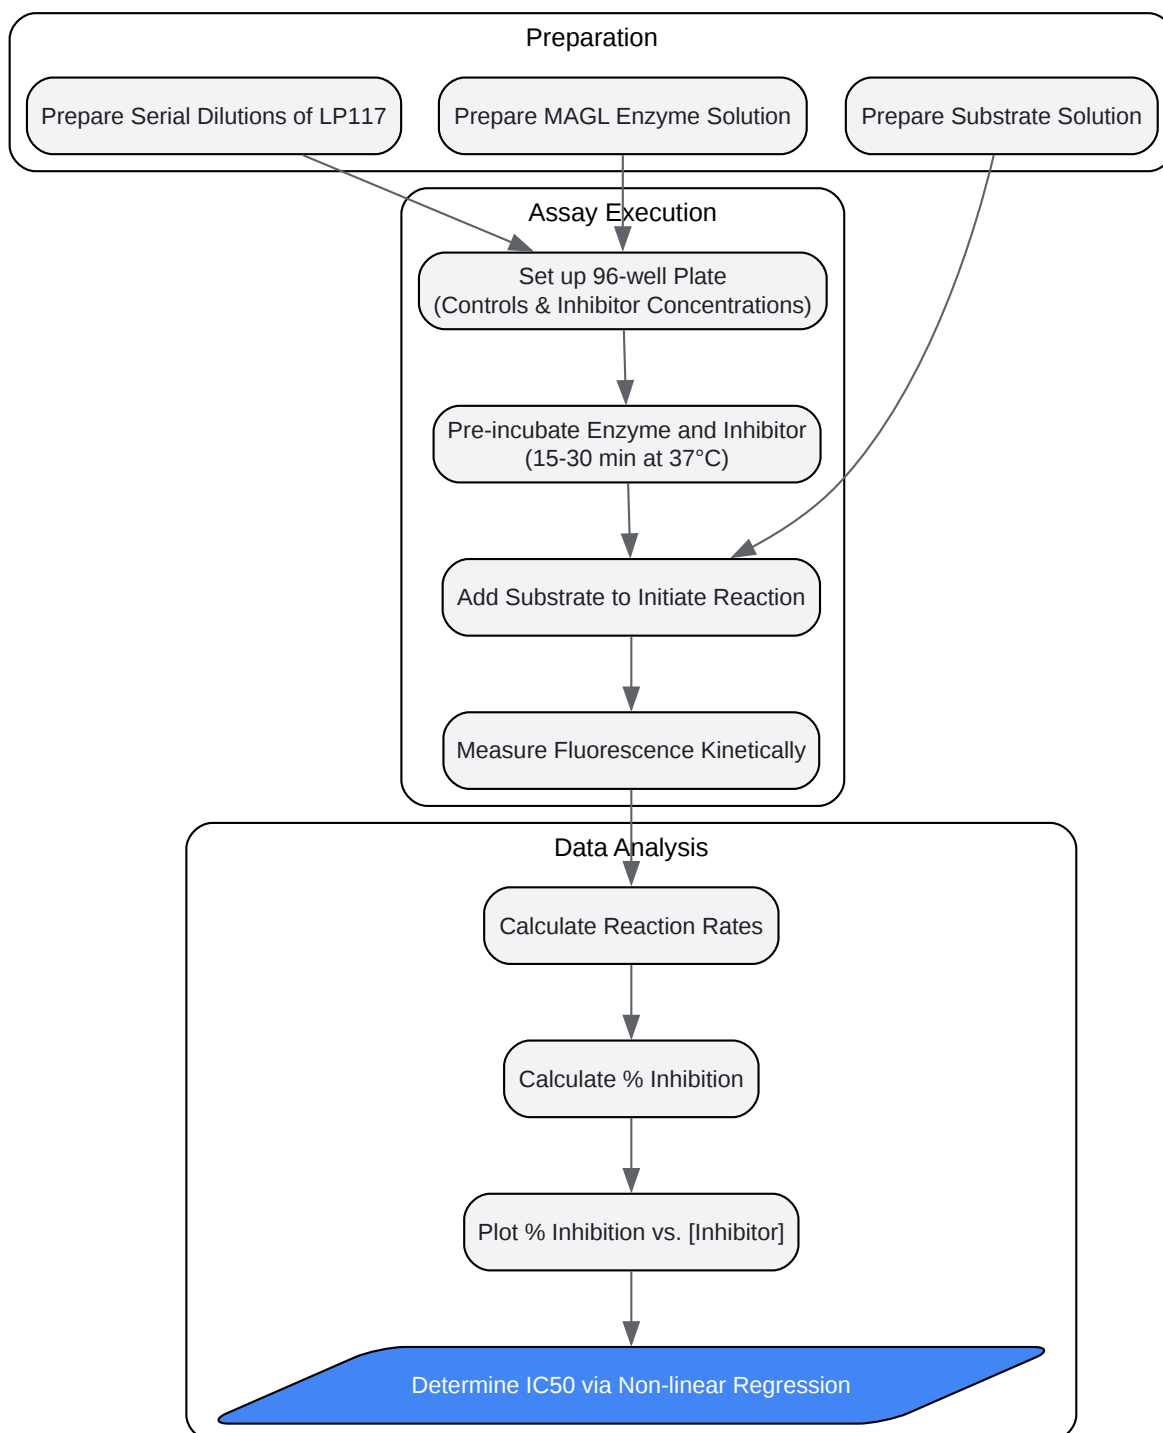 Preparation
Prepare Serial Dilutions of LP117
Prepare MAGL Enzyme Solution
Prepare Substrate Solution
Assay Execution
Set up 96-well Plate
(Controls & Inhibitor Concentrations)
Pre-incubate Enzyme and Inhibitor
(15-30 min at 37°C)
Add Substrate to Initiate Reaction
Measure Fluorescence Kinetically
Data Analysis
Calculate Reaction Rates
Calculate % Inhibition
Plot % Inhibition vs. [Inhibitor]
Determine IC50 via Non-linear Regression